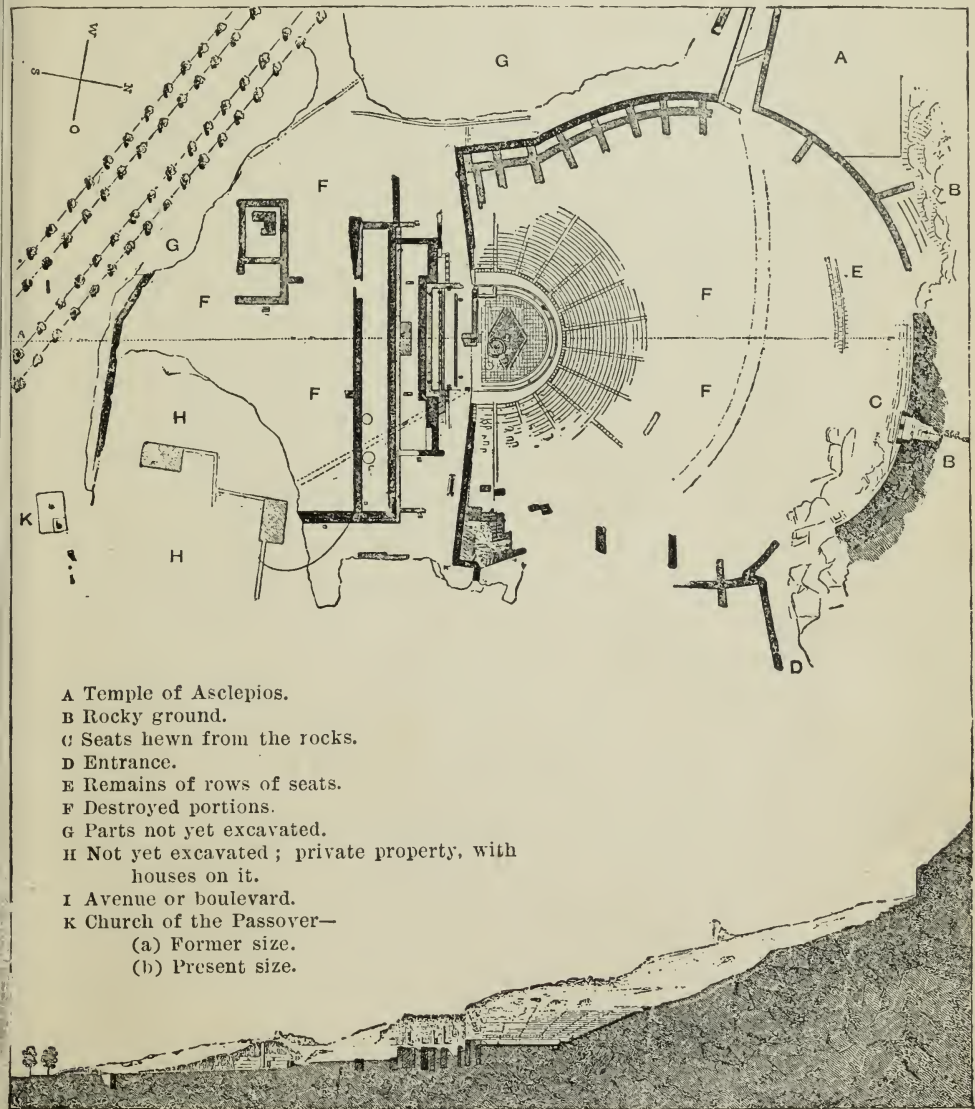 W
S
N
O
G
A
B
F
G
F
E
F
F
F
C
B
H
K
H
I
D
A Temple of Asclepios.
B Rocky ground.
C Seats hewn from the rocks.
D Entrance.
E Remains of rows of seats.
F Destroyed portions.
G Parts not yet excavated.
H Not yet excavated ; private property, with
houses on it.
I Avenue or boulevard.
K Church of the Passover—
(a) Former size.
(b) Present size.